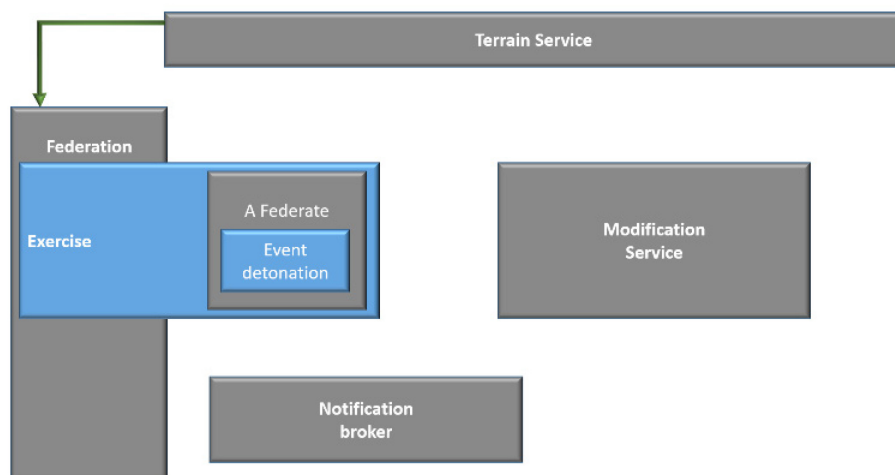 Terrain Service
Federation
Exercise
A Federate
Event
detonation
Modification
Service
Notification
broker